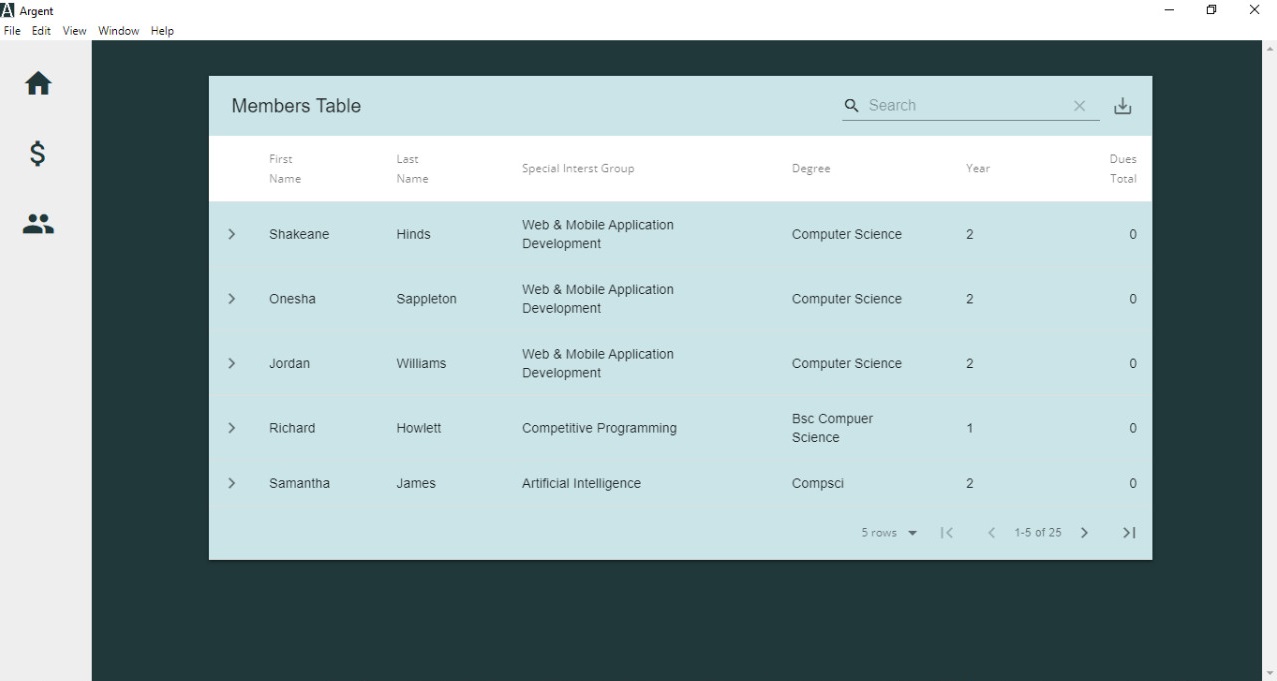 Argent
File Edit View Window Help
Members Table
Search
First Name Last Name Special Interst Group Degree Year Dues Total
Shakeane Hinds Web & Mobile Application Development Computer Science 2 0
Onesha Sappleton Web & Mobile Application Development Computer Science 2 0
Jordan Williams Web & Mobile Application Development Computer Science 2 0
Richard Howlett Competitive Programming Bsc Compuer Science 1 0
Samantha James Artificial Intelligence Compsci 2 0
5 rows 1-5 of 25